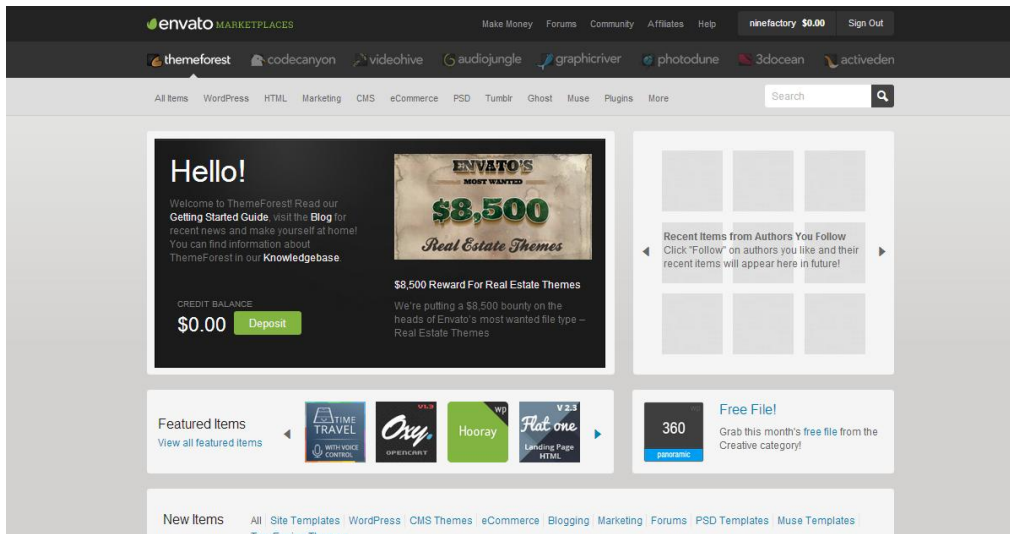 envato MARKETPLACES
Make Money Forums Community Affiliates Help ninefactory $0.00 Sign Out
themeforest codecanyon videohive audiojungle graphicriver photodune 3docean activeden
All Items WordPress HTML Marketing CMS eCommerce PSD Tumblr Ghost Muse Plugins More Search
Hello!
Welcome to ThemeForest! Read our
Getting Started Guide, visit the Blog for
recent news and make yourself at home!
You can find information about
ThemeForest in our Knowledgebase.
CREDIT BALANCE
$0.00 Deposit
ENVATO'S
MOST WANTED
$8,500
Real Estate Themes
$8,500 Reward For Real Estate Themes
We're putting a $8,500 bounty on the
heads of Envato's most wanted file type –
Real Estate Themes
Recent Items from Authors You Follow
Click "Follow" on authors you like and their
recent items will appear here in future!
Featured Items
View all featured items
TIME
TRAVEL
WITH VOICE
CONTROL
V1.3
Oxy.
OPENCART
wp
Hooray
V 2.3
Flat one
Landing Page
HTML
360
panoramic
Free File!
Grab this month's free file from the
Creative category!
New Items All Site Templates WordPress CMS Themes eCommerce Blogging Marketing Forums PSD Templates Muse Templates